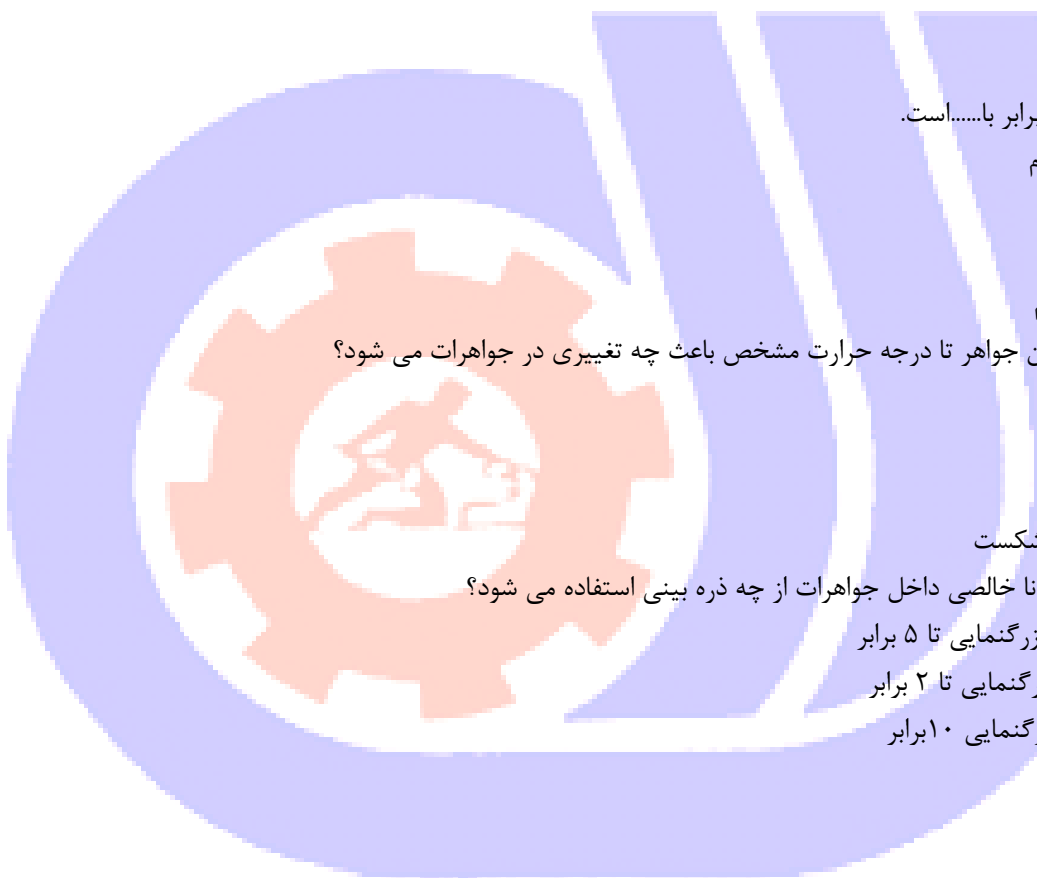 برابر با......است.
م
ن جواهر تا درجه حرارت مشخص باعث چه تغییری در جواهرات می شود؟
شکست
نا خالصی داخل جواهرات از چه ذره بینی استفاده می شود؟
زرگنمایی تا ۵ برابر
رگنمایی تا ۲ برابر
گنمایی ۱۰برابر